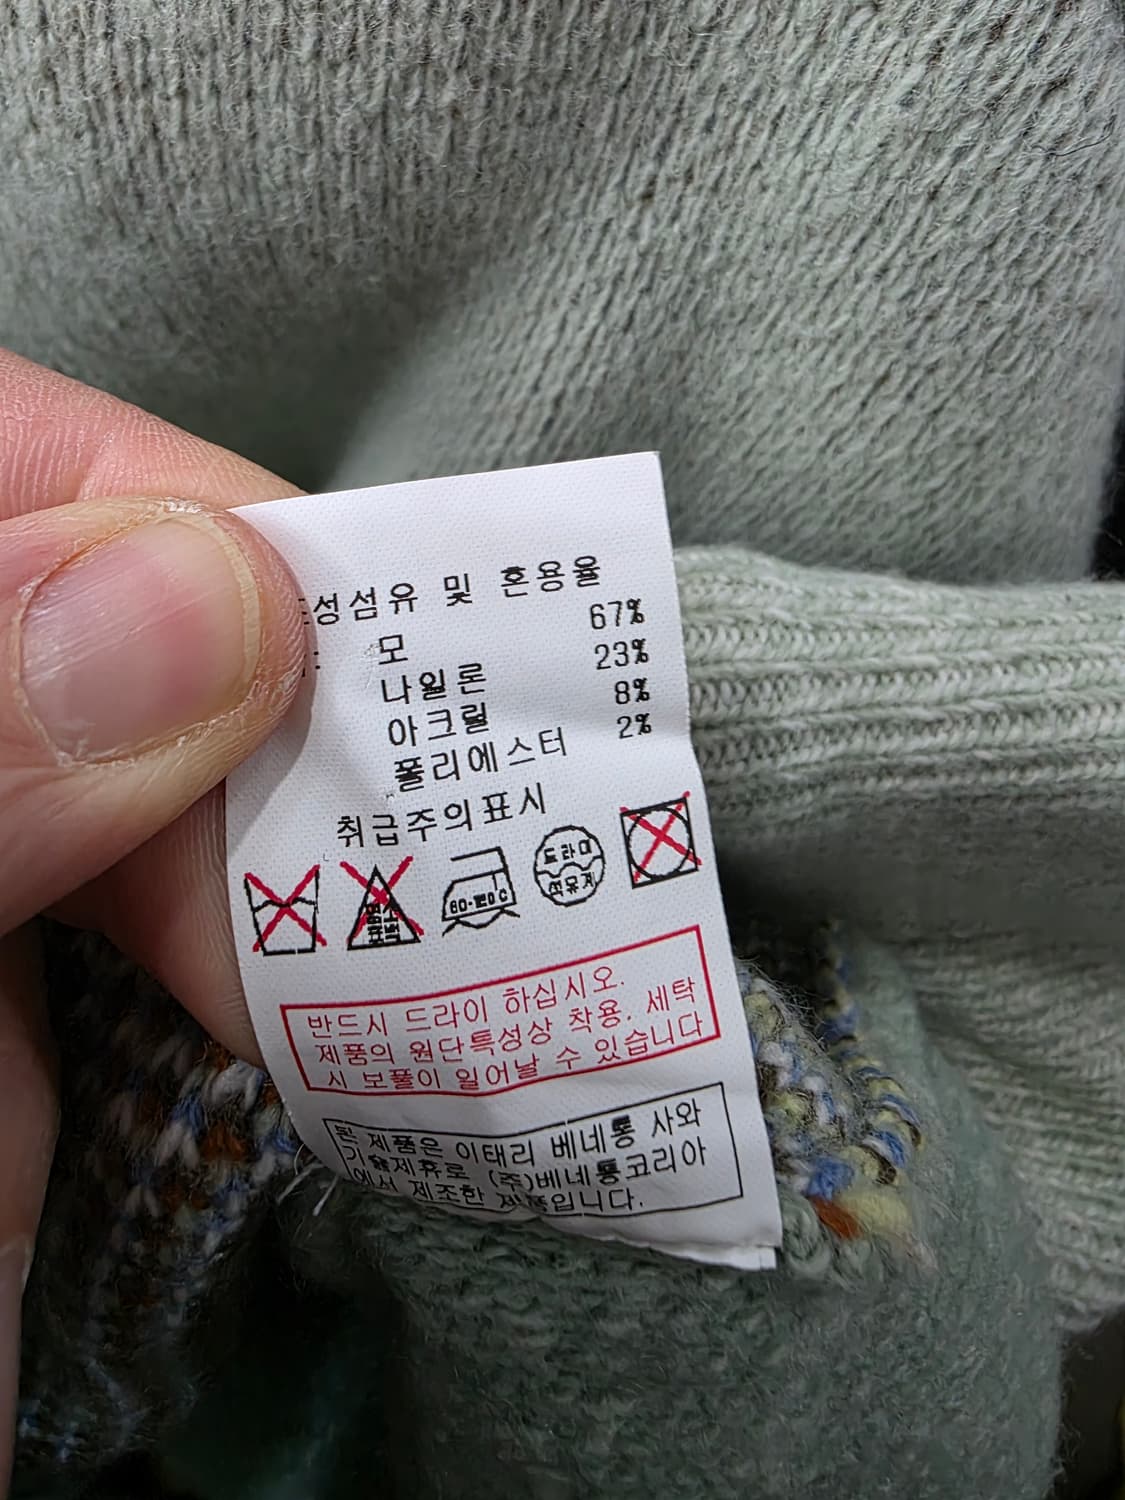 성섬유 및 혼용율
모 67%
나일론 23%
아크릴 8%
폴리에스터 2%
취급주의표시
드라이
석유계
반드시 드라이 하십시오.
제품의 원단특성상 착용. 세탁
시 보풀이 일어날 수 있습니다
본 제품은 이태리 베네통 사와
기술제휴로 (주)베네통코리아
에서 제조한 제품입니다.